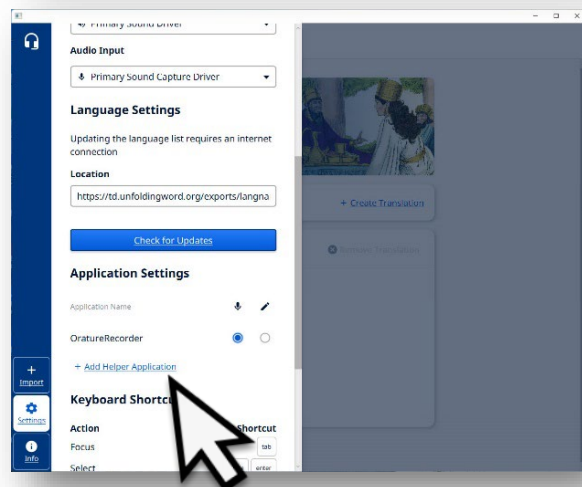 Primary Sound Driver
Audio Input
Primary Sound Capture Driver
Language Settings
Updating the language list requires an internet
connection
Location
https://td.unfoldingword.org/exports/langna
+ Create Translation
Check for Updates
Remove Translation
Application Settings
Application Name
OratureRecorder
+ Add Helper Application
+
Import
Keyboard
Settings
Action
Shortcut
Focus
tab
Info
Select
enter